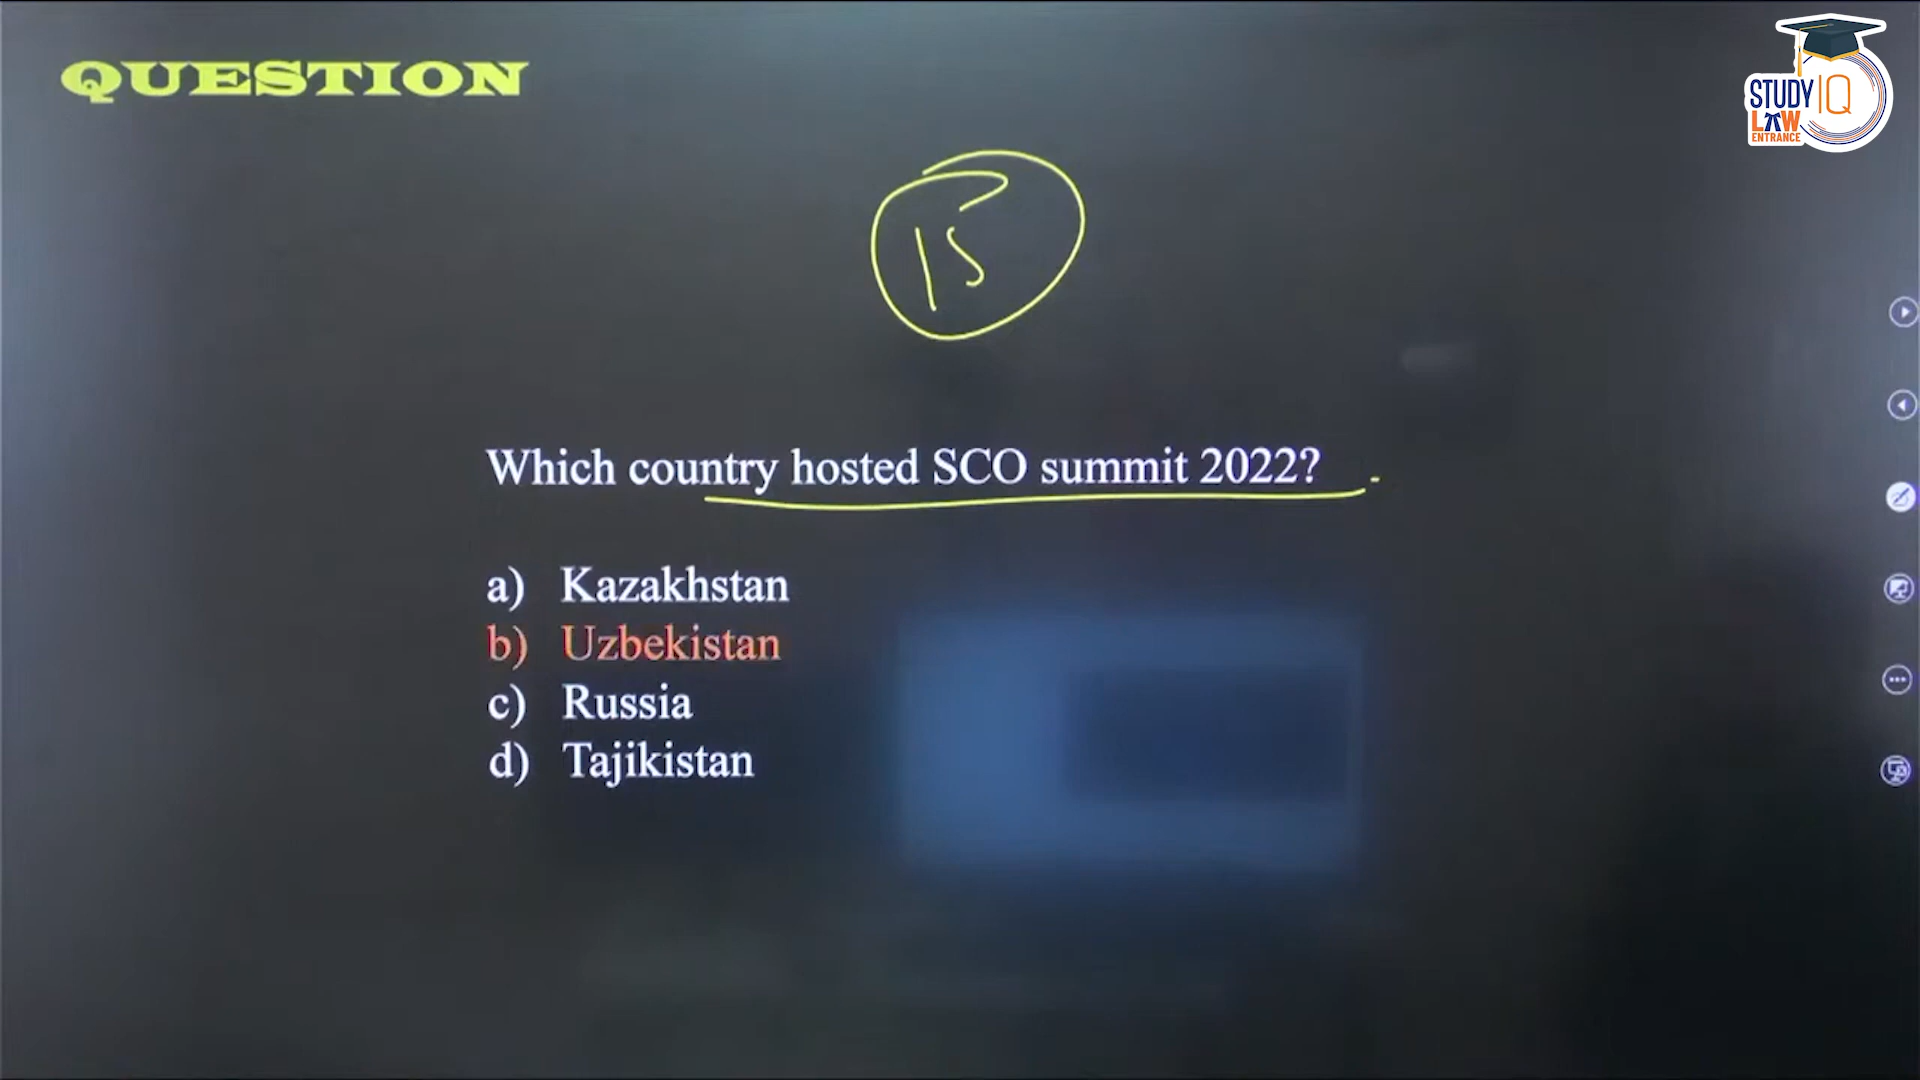 QUESTION
STUDY IQ
LAW
ENTRANCE
15
Which country hosted SCO summit 2022?
a) Kazakhstan
b) Uzbekistan
c) Russia
d) Tajikistan